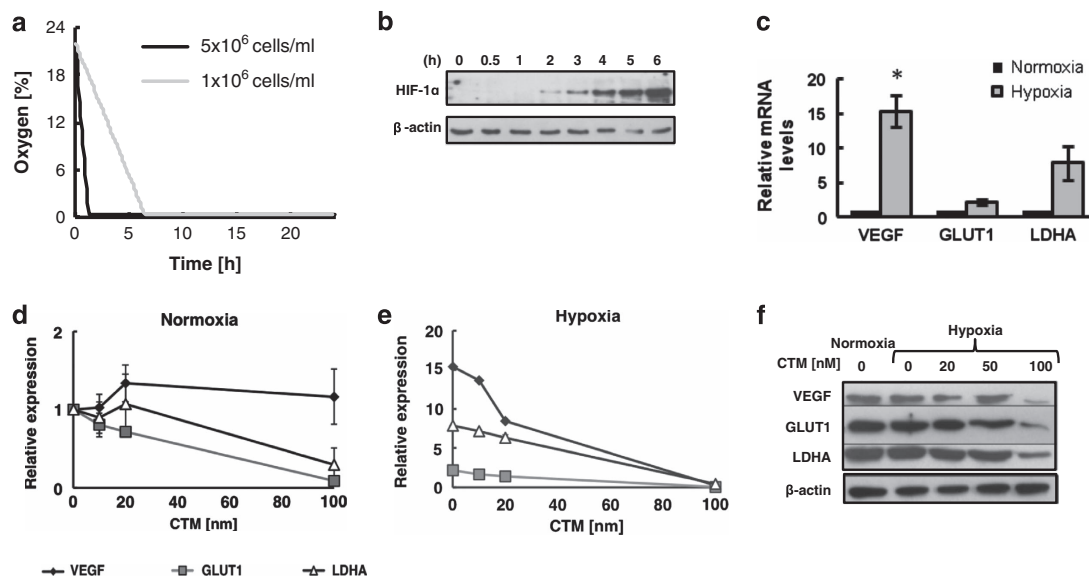 a
24
18
12
6
0
Oxygen [%]
0 5 10 15 20
Time [h]
5x10⁶ cells/ml
1x10⁶ cells/ml
b
(h) 0 0.5 1 2 3 4 5 6
HIF-1α
β-actin
c
Normoxia
Hypoxia
20
15
10
5
0
Relative mRNA
levels
*
VEGF GLUT1 LDHA
d
Normoxia
2
1
0
Relative expression
0 20 40 60 80 100
CTM [nm]
e
Hypoxia
20
15
10
5
0
Relative expression
0 20 40 60 80 100
CTM [nm]
VEGF GLUT1 LDHA
f
Hypoxia
Normoxia
CTM [nM] 0 0 20 50 100
VEGF
GLUT1
LDHA
β-actin